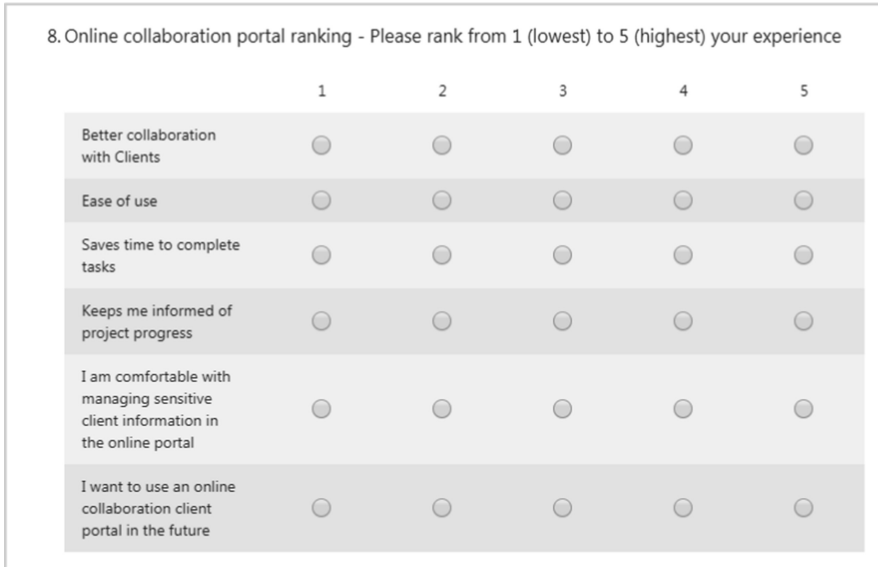 8. Online collaboration portal ranking - Please rank from 1 (lowest) to 5 (highest) your experience
1 2 3 4 5
Better collaboration
with Clients
Ease of use
Saves time to complete
tasks
Keeps me informed of
project progress
I am comfortable with
managing sensitive
client information in
the online portal
I want to use an online
collaboration client
portal in the future